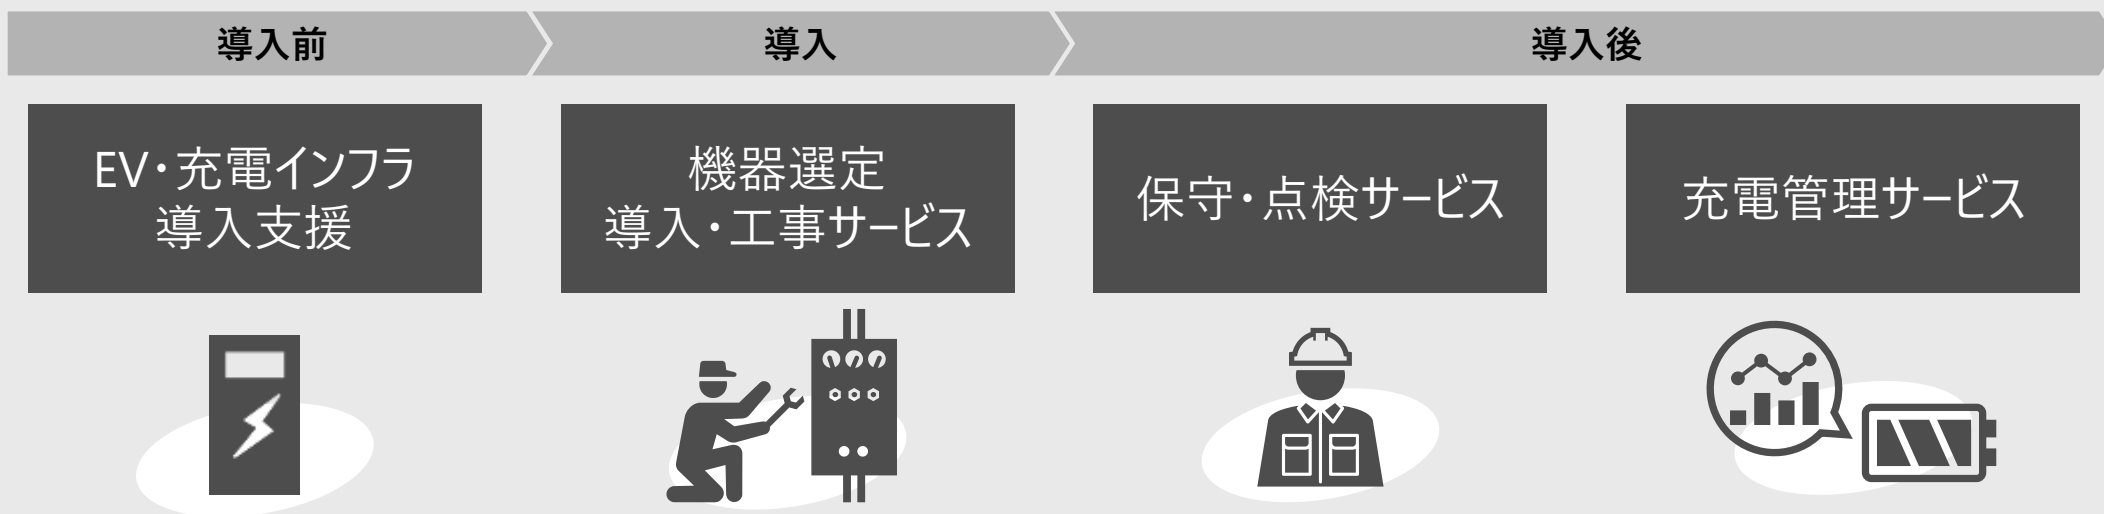 導入前
導入
導入後
EV・充電インフラ
導入支援
機器選定
導入・工事サービス
保守・点検サービス
充電管理サービス